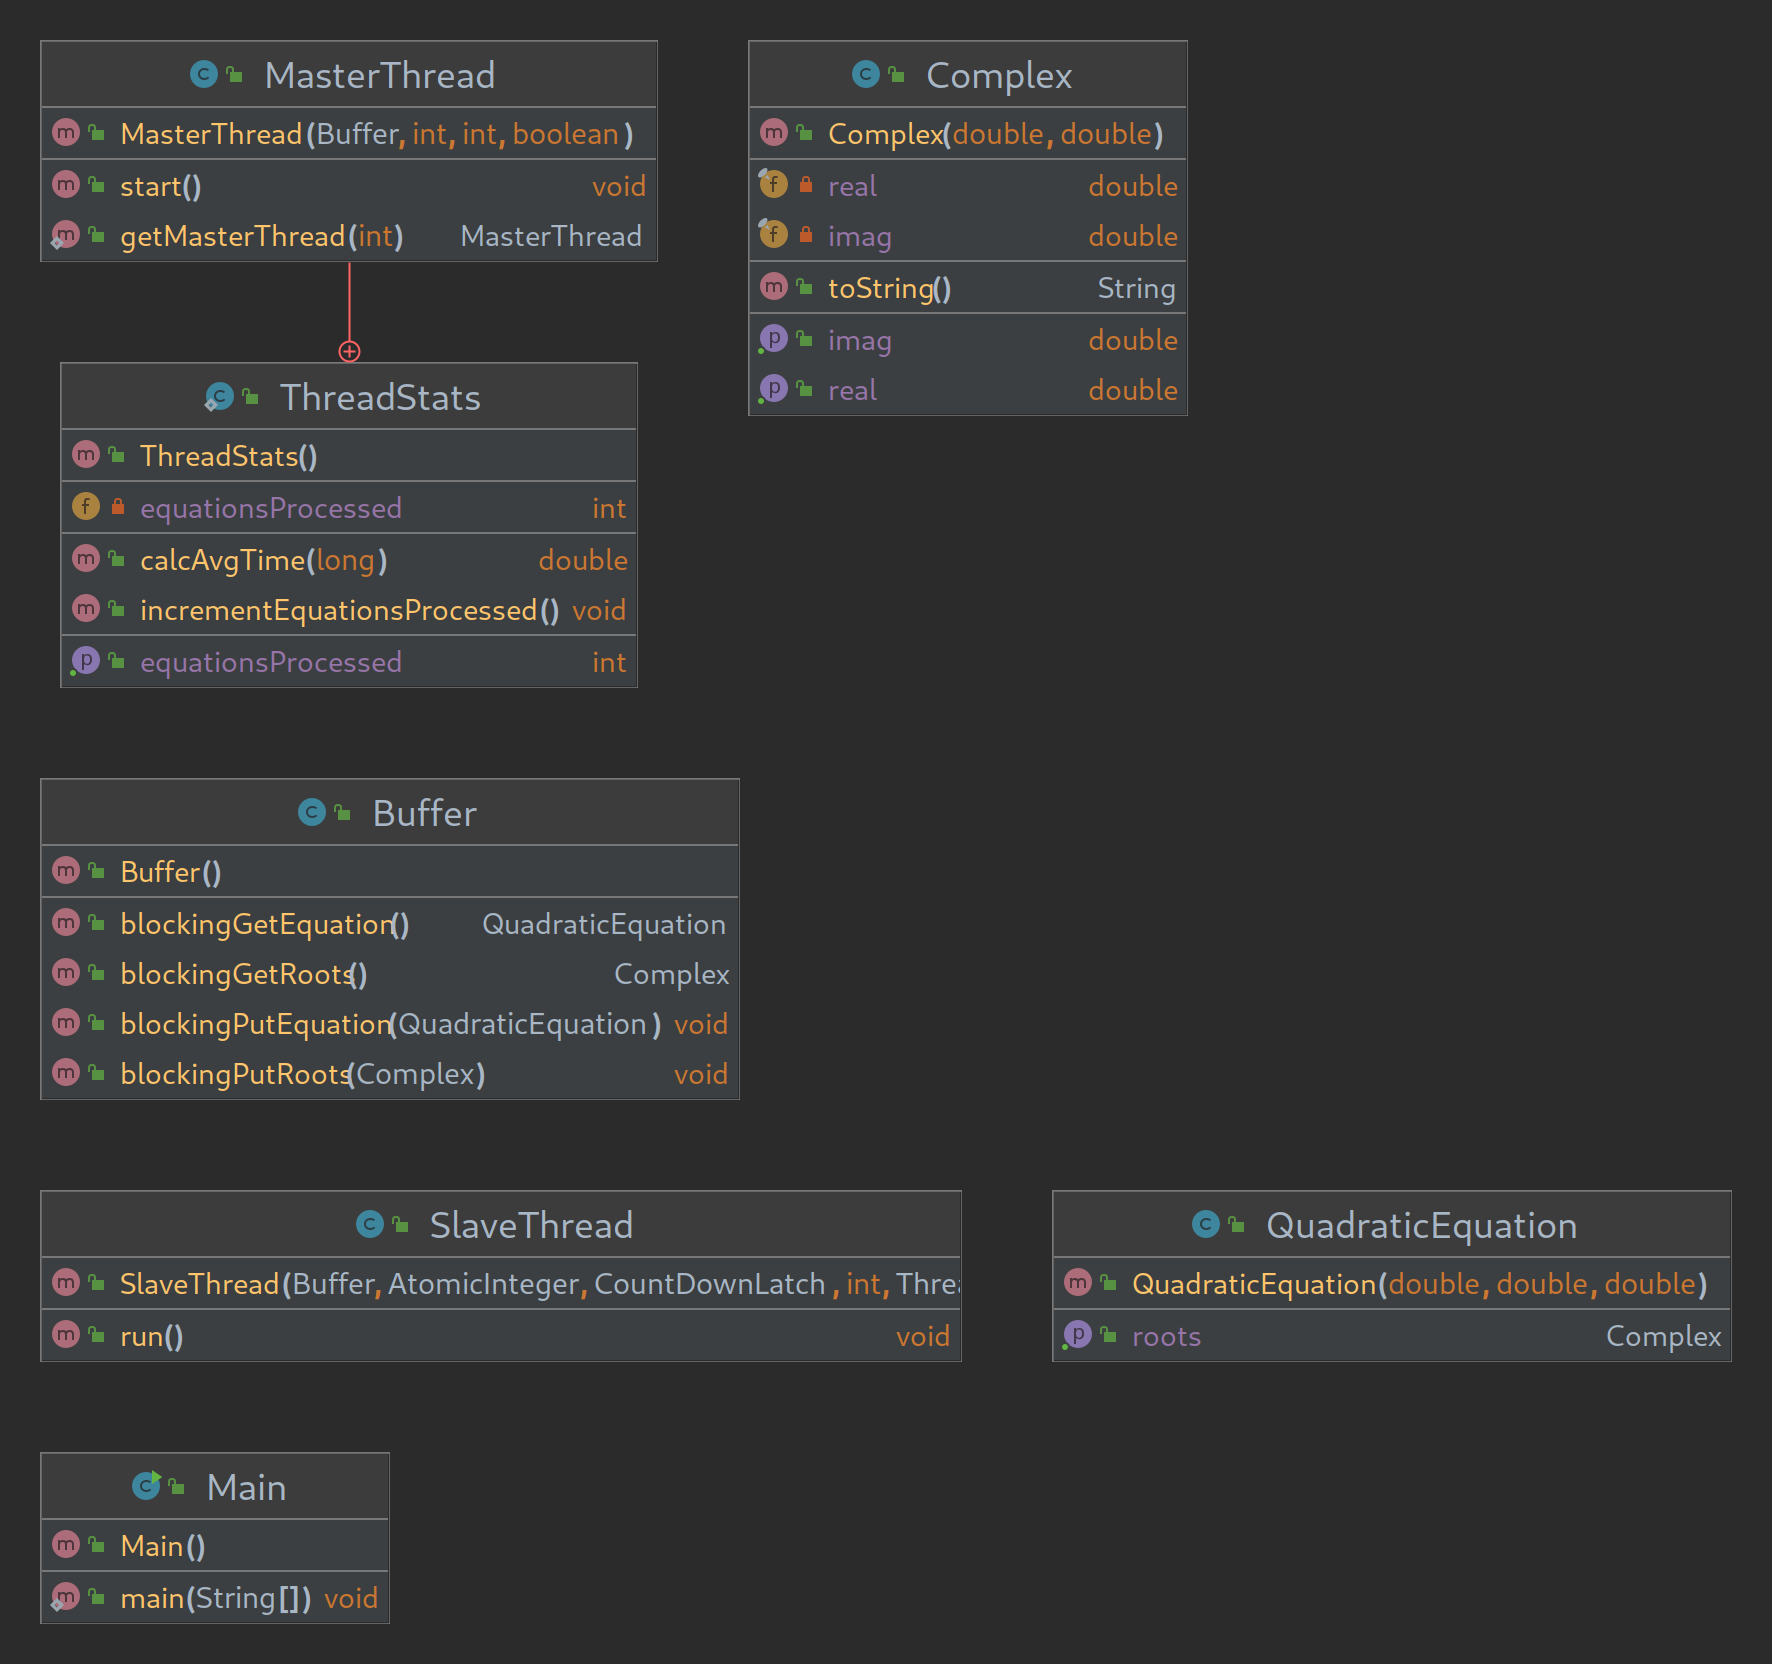 MasterThread
MasterThread(Buffer, int, int, boolean)
start() void
getMasterThread(int) MasterThread
ThreadStats
ThreadStats()
equationsProcessed int
calcAvgTime(long) double
incrementEquationsProcessed() void
equationsProcessed int
Complex
Complex(double, double)
real double
imag double
toString() String
imag double
real double
Buffer
Buffer()
blockingGetEquation() QuadraticEquation
blockingGetRoots() Complex
blockingPutEquation(QuadraticEquation) void
blockingPutRoots(Complex) void
SlaveThread
SlaveThread(Buffer, AtomicInteger, CountDownLatch, int, Threa
run() void
QuadraticEquation
QuadraticEquation(double, double, double)
roots Complex
Main
Main()
main(String[]) void